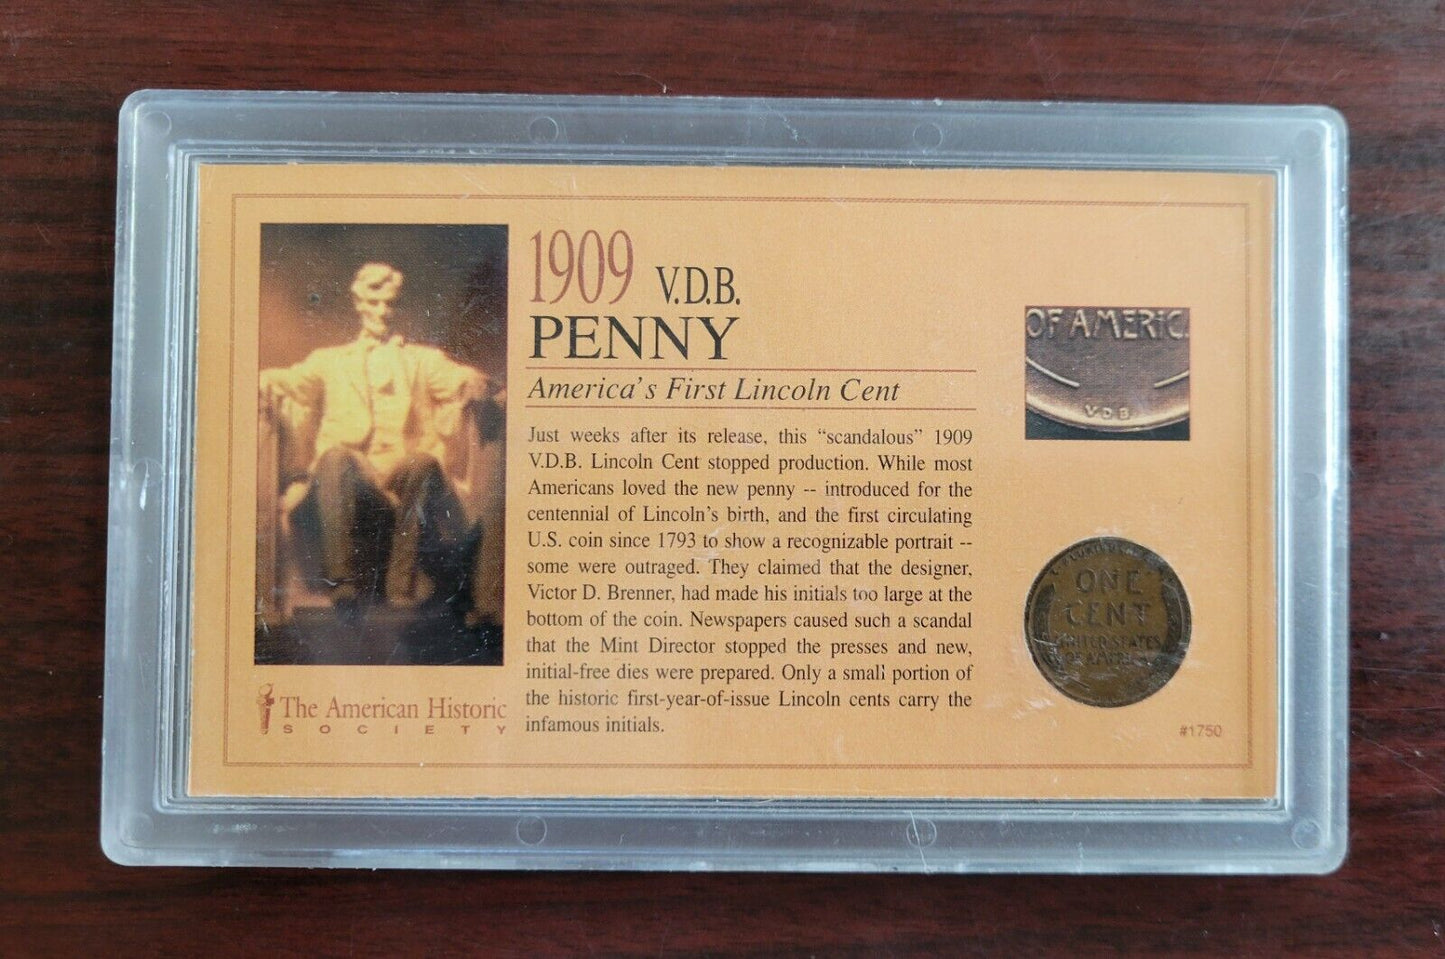 1909 V.D.B.
PENNY
America's First Lincoln Cent
Just weeks after its release, this “scandalous” 1909
V.D.B. Lincoln Cent stopped production. While most
Americans loved the new penny -- introduced for the
centennial of Lincoln's birth, and the first circulating
U.S. coin since 1793 to show a recognizable portrait --
some were outraged. They claimed that the designer,
Victor D. Brenner, had made his initials too large at the
bottom of the coin. Newspapers caused such a scandal
that the Mint Director stopped the presses and new,
initial-free dies were prepared. Only a small portion of
the historic first-year-of-issue Lincoln cents carry the
infamous initials.
The American Historic
SOCIETY
OF AMERIC
V.D.B.
ONE
CENT
UNITED STATES
OF AMERICA
#1750